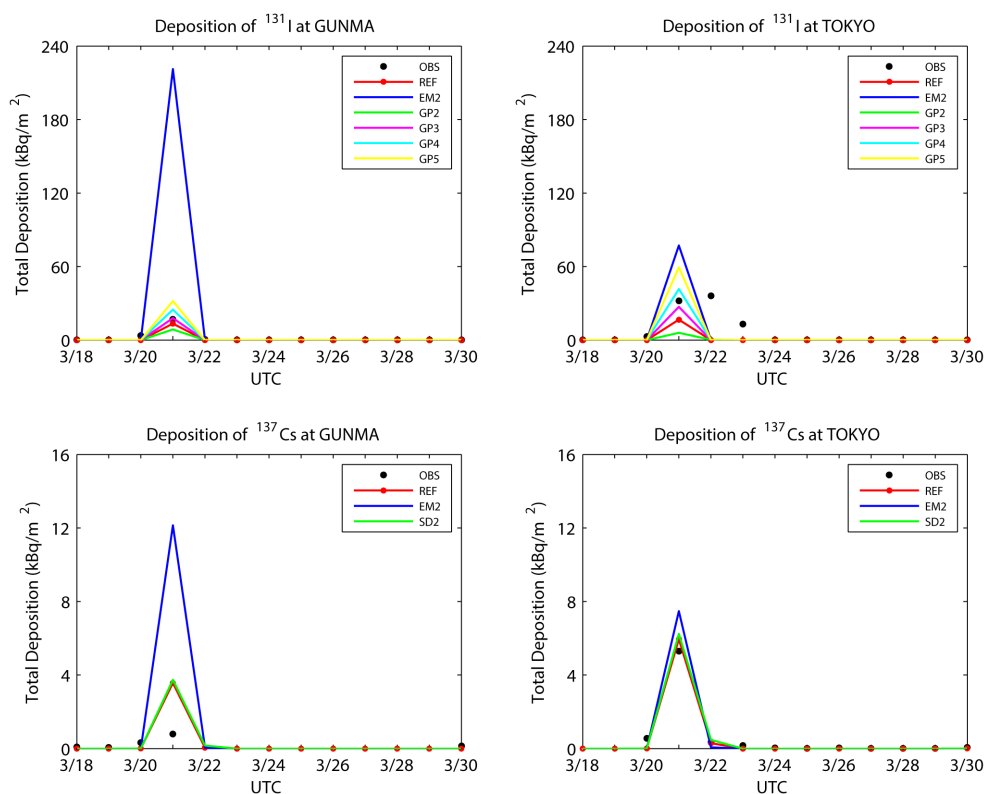 Deposition of ¹³¹I at GUNMA
Total Deposition (kBq/m²)
240
180
120
60
0
3/18 3/20 3/22 3/24 3/26 3/28 3/30
UTC
OBS
REF
EM2
GP2
GP3
GP4
GP5
Deposition of ¹³¹I at TOKYO
Total Deposition (kBq/m²)
240
180
120
60
0
3/18 3/20 3/22 3/24 3/26 3/28 3/30
UTC
OBS
REF
EM2
GP2
GP3
GP4
GP5
Deposition of ¹³⁷Cs at GUNMA
Total Deposition (kBq/m²)
16
12
8
4
0
3/18 3/20 3/22 3/24 3/26 3/28 3/30
UTC
OBS
REF
EM2
SD2
Deposition of ¹³⁷Cs at TOKYO
Total Deposition (kBq/m²)
16
12
8
4
0
3/18 3/20 3/22 3/24 3/26 3/28 3/30
UTC
OBS
REF
EM2
SD2